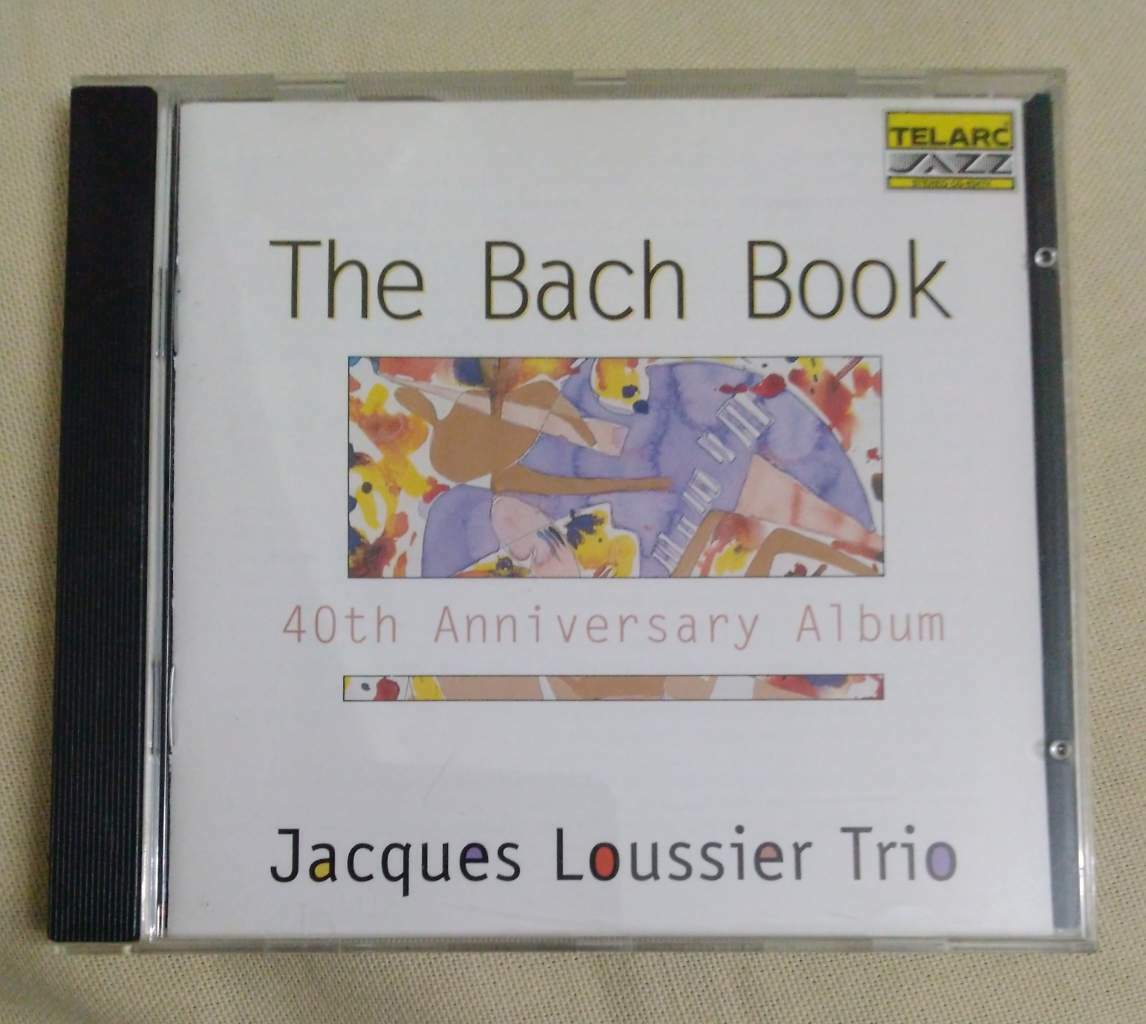 TELARC
JAZZ
The Bach Book
40th Anniversary Album
Jacques Loussier Trio